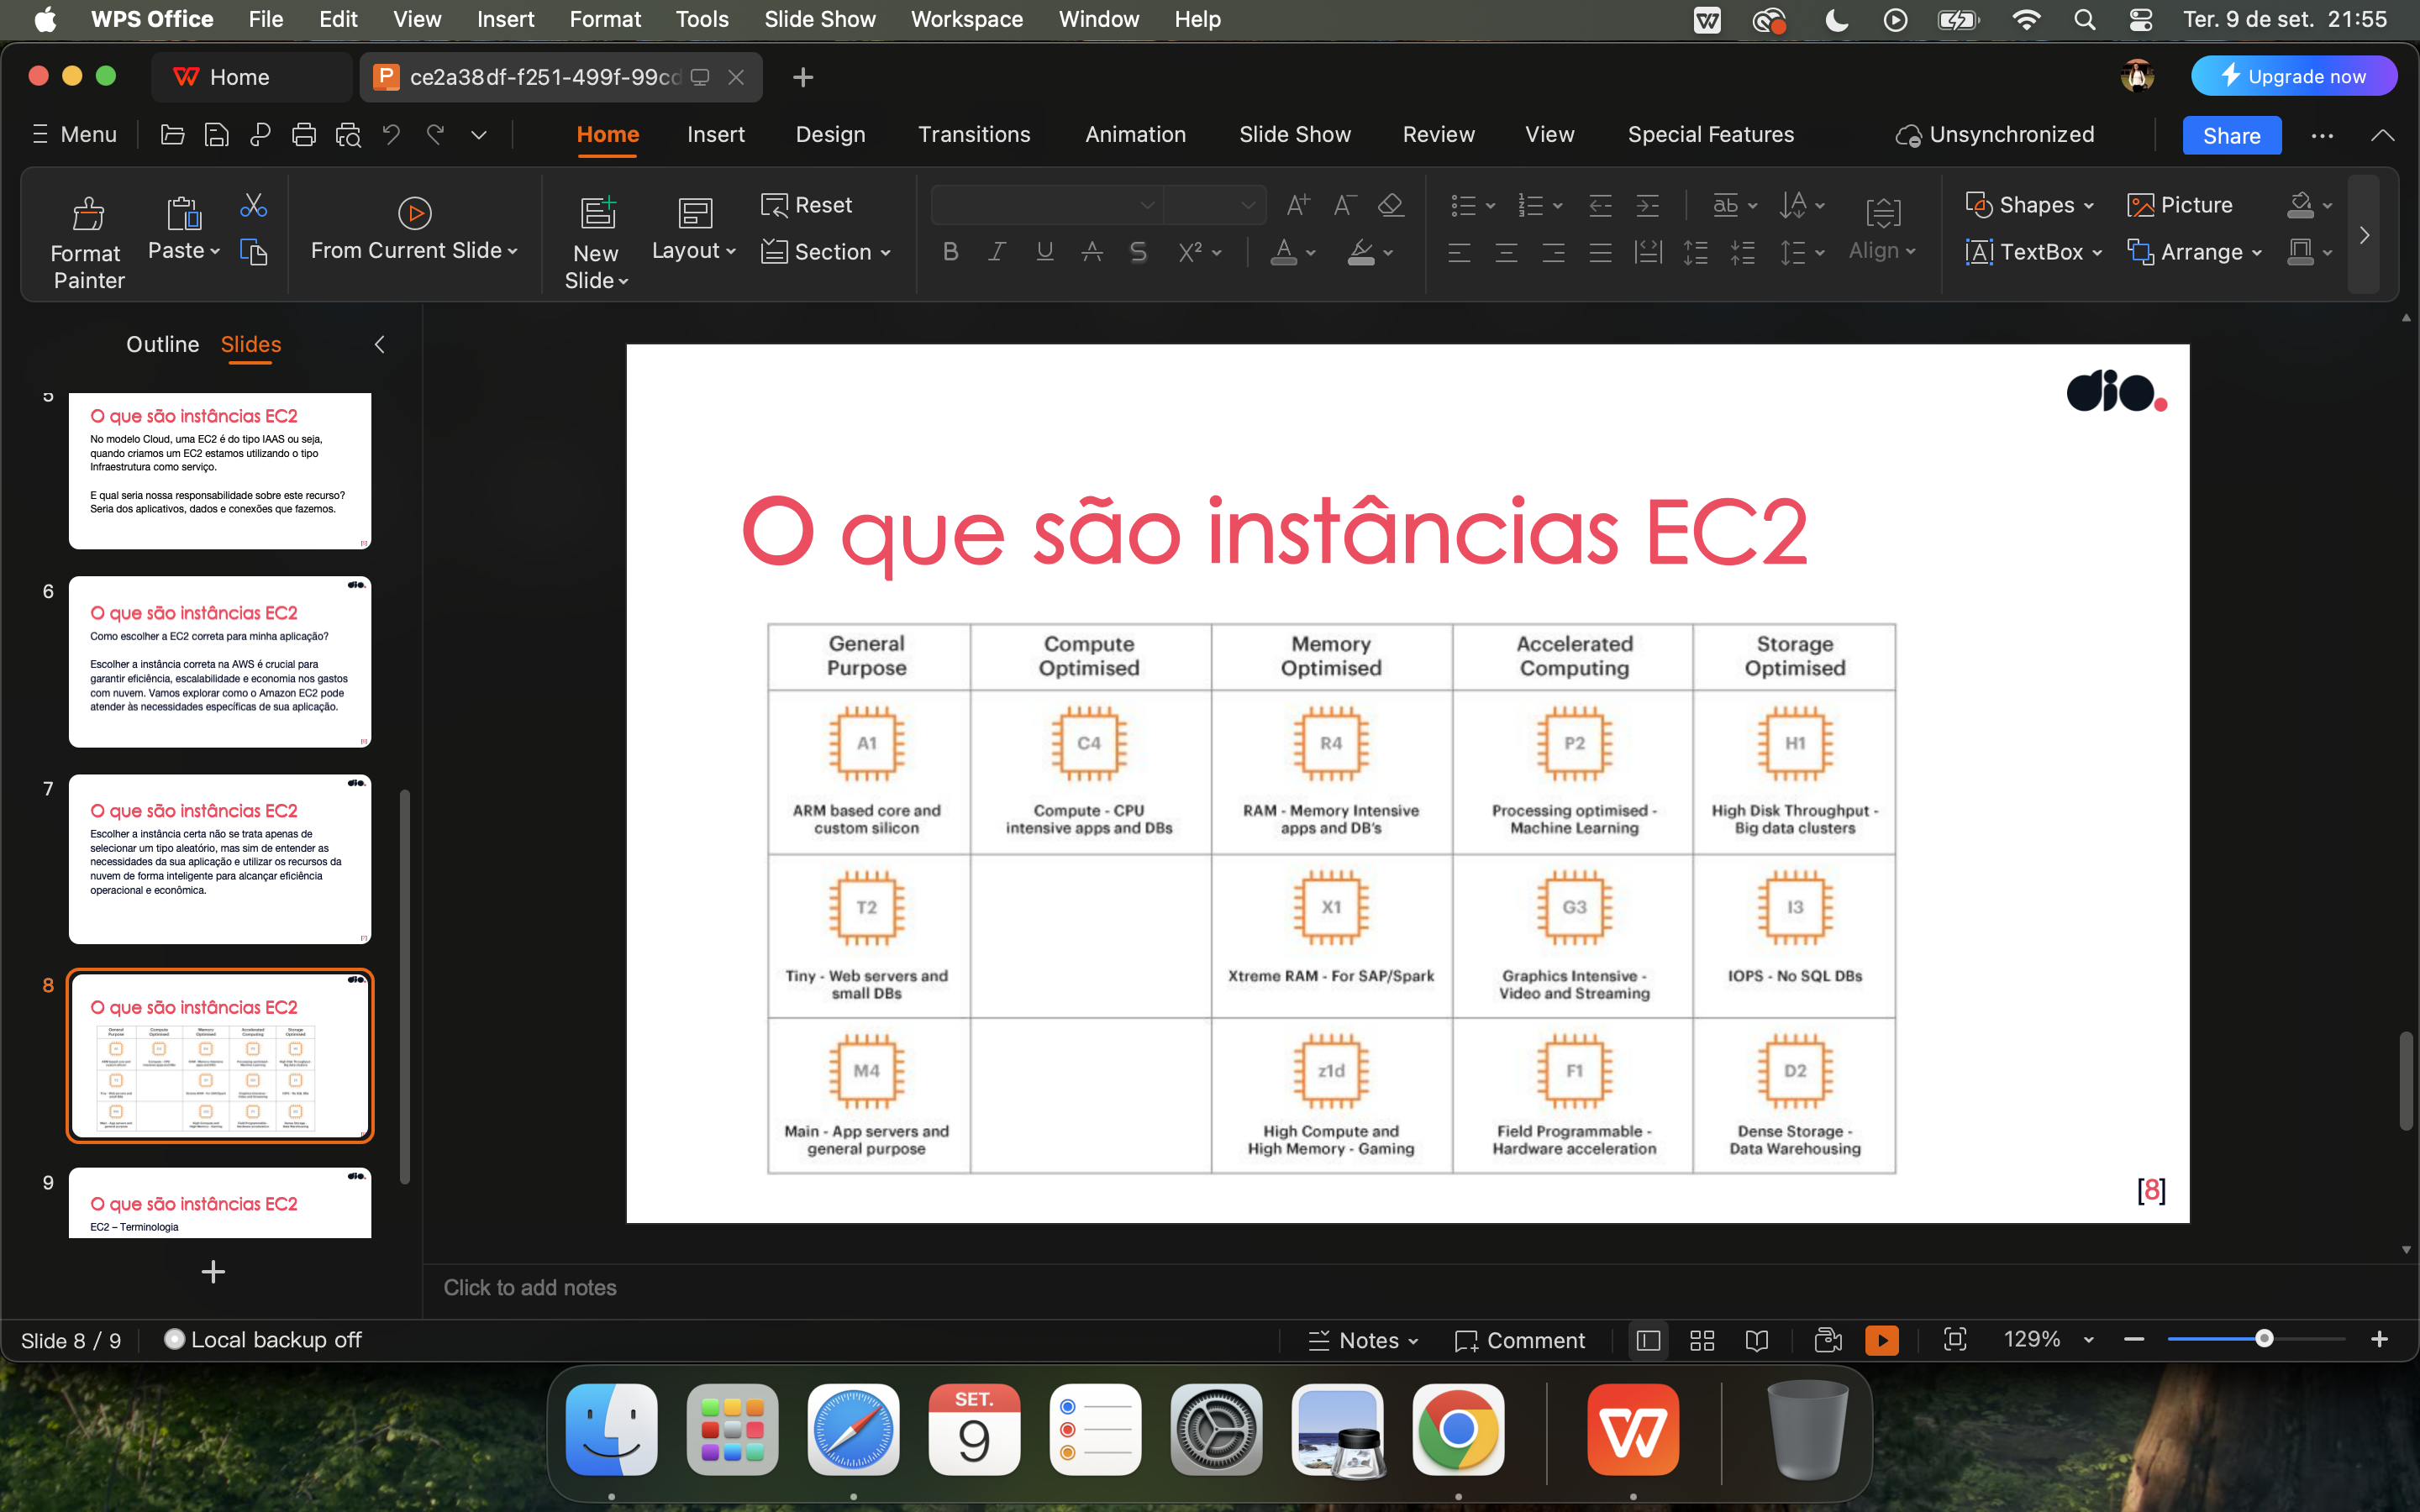 WPS Office File Edit View Insert Format Tools Slide Show Workspace Window Help Ter. 9 de set. 21:55
Home ce2a38df-f251-499f-99cd Upgrade now
Menu Home Insert Design Transitions Animation Slide Show Review View Special Features Unsynchronized Share
Format Painter
Paste
From Current Slide
New Slide
Layout
Reset
Section
Align
Shapes
Picture
TextBox
Arrange
Outline Slides
5
O que são instâncias EC2
No modelo Cloud, uma EC2 é do tipo IAAS ou seja,
quando criamos um EC2 estamos utilizando o tipo
Infraestrutura como serviço.
E qual seria nossa responsabilidade sobre este recurso?
Seria dos aplicativos, dados e conexões que fazemos.
6
dio.
O que são instâncias EC2
Como escolher a EC2 correta para minha aplicação?
Escolher a instância correta na AWS é crucial para
garantir eficiência, escalabilidade e economia nos gastos
com nuvem. Vamos explorar como o Amazon EC2 pode
atender às necessidades específicas de sua aplicação.
7
dio.
O que são instâncias EC2
Escolher a instância certa não se trata apenas de
selecionar um tipo aleatório, mas sim de entender as
necessidades da sua aplicação e utilizar os recursos da
nuvem de forma inteligente para alcançar eficiência
operacional e econômica.
8
dio.
O que são instâncias EC2
9
dio.
O que são instâncias EC2
EC2 – Terminologia
dio.
O que são instâncias EC2
General Purpose
Compute Optimised
Memory Optimised
Accelerated Computing
Storage Optimised
A1
ARM based core and
custom silicon
C4
Compute - CPU
intensive apps and DBs
R4
RAM - Memory Intensive
apps and DB's
P2
Processing optimised -
Machine Learning
H1
High Disk Throughput -
Big data clusters
T2
Tiny - Web servers and
small DBs
X1
Xtreme RAM - For SAP/Spark
G3
Graphics Intensive -
Video and Streaming
I3
IOPS - No SQL DBs
M4
Main - App servers and
general purpose
z1d
High Compute and
High Memory - Gaming
F1
Field Programmable -
Hardware acceleration
D2
Dense Storage -
Data Warehousing
[8]
Click to add notes
Slide 8 / 9 Local backup off Notes Comment 129%
SET.
9